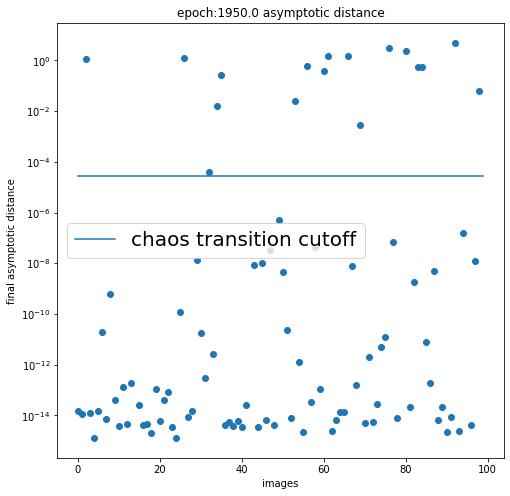 epoch:1950.0 asymptotic distance
final asymptotic distance
10^0
10^-2
10^-4
10^-6
10^-8
10^-10
10^-12
10^-14
chaos transition cutoff
0 20 40 60 80 100
images